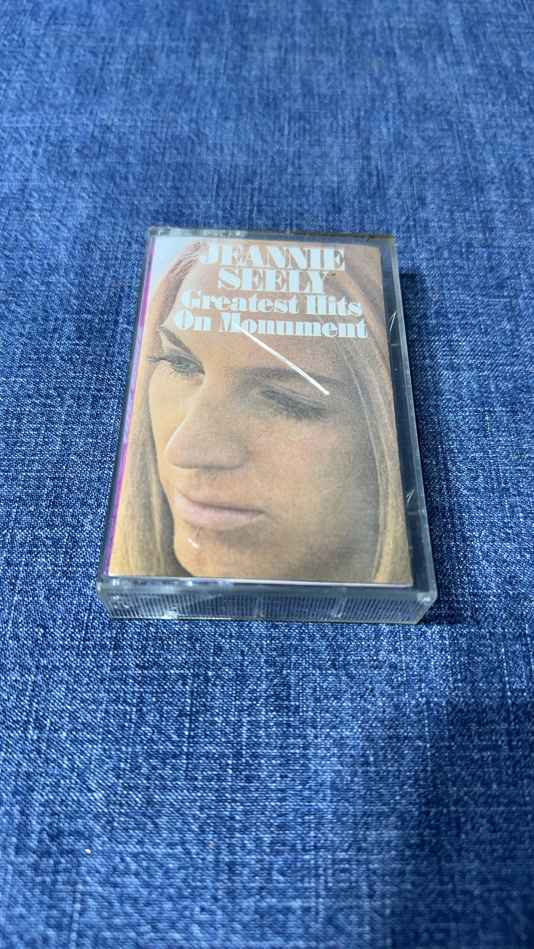 JEANNIE
SEELY
Greatest Hits
On Monument